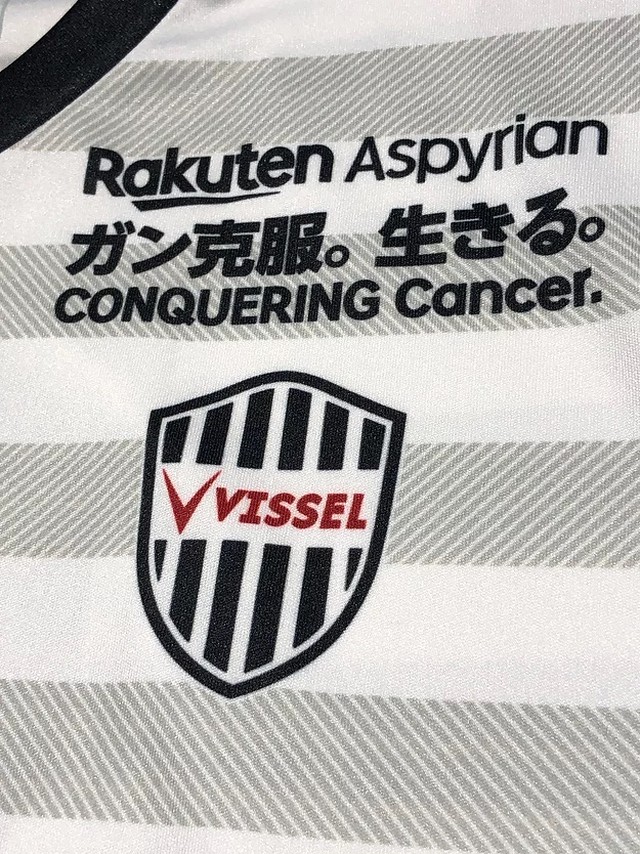 Rakuten Aspyrian
ガン克服。生きる。
CONQUERING Cancer.
VISSEL